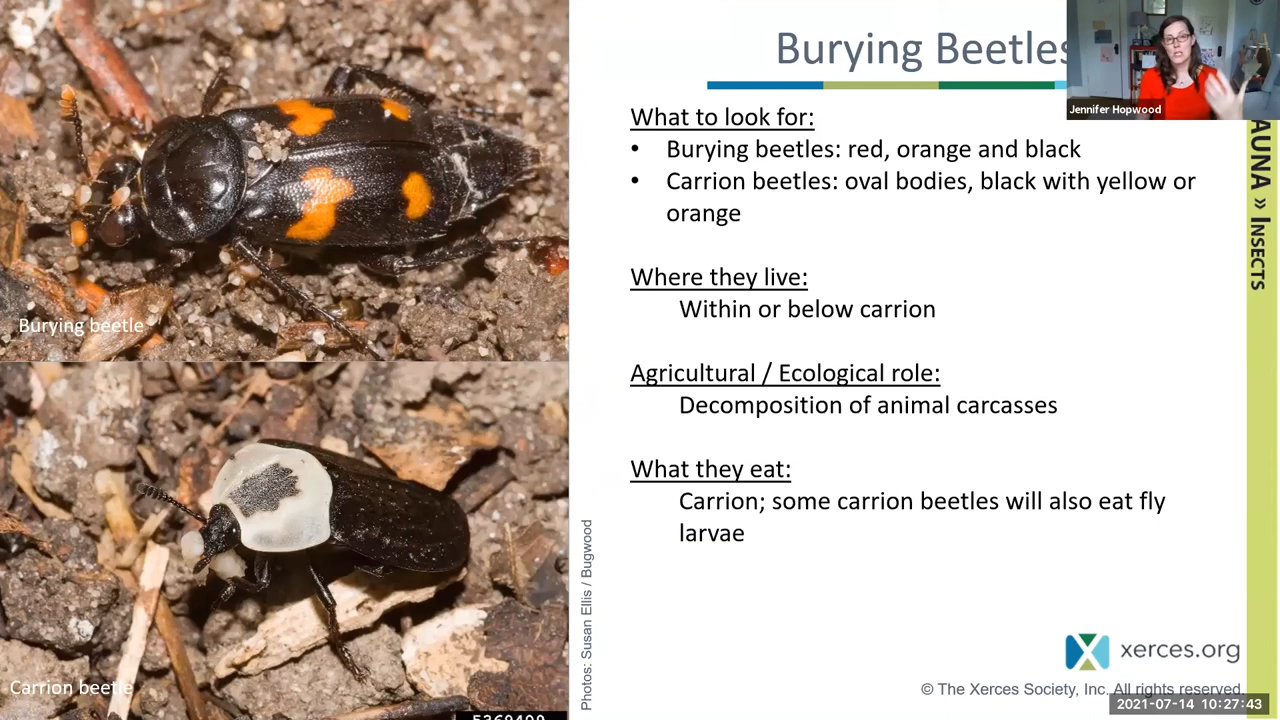 Burying Beetles
Jennifer Hopwood
What to look for:
• Burying beetles: red, orange and black
• Carrion beetles: oval bodies, black with yellow or
orange
Where they live:
Within or below carrion
Agricultural / Ecological role:
Decomposition of animal carcasses
What they eat:
Carrion; some carrion beetles will also eat fly
larvae
Burying beetle
Carrion beetle
Photos: Susan Ellis / Bugwood
AUNA » INSECTS
xerces.org
© The Xerces Society, Inc. All rights reserved.
2021-07-14 10:27:43